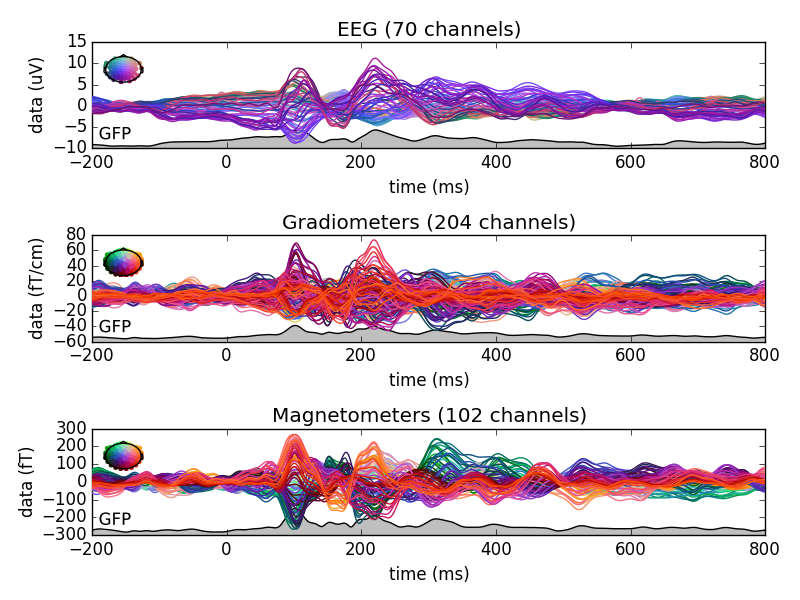 EEG (70 channels)
data (uV)
15
10
5
0
−5
−10
GFP
−200 0 200 400 600 800
time (ms)
Gradiometers (204 channels)
data (fT/cm)
80
60
40
20
0
−20
−40
−60
GFP
−200 0 200 400 600 800
time (ms)
Magnetometers (102 channels)
data (fT)
300
200
100
0
−100
−200
−300
GFP
−200 0 200 400 600 800
time (ms)